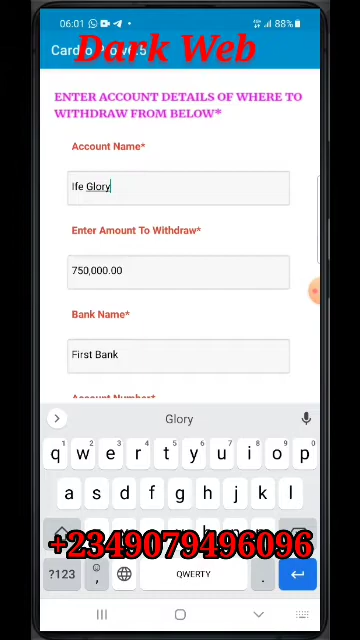 06:01
88%
Dark Web
ENTER ACCOUNT DETAILS OF WHERE TO
WITHDRAW FROM BELOW*
Account Name*
Ife Glory
Enter Amount To Withdraw*
750,000.00
Bank Name*
First Bank
Account Number*
Glory
q w e r t y u i o p
1 2 3 4 5 6 7 8 9 0
a s d f g h j k l
+2349079496096
?123 , QWERTY .